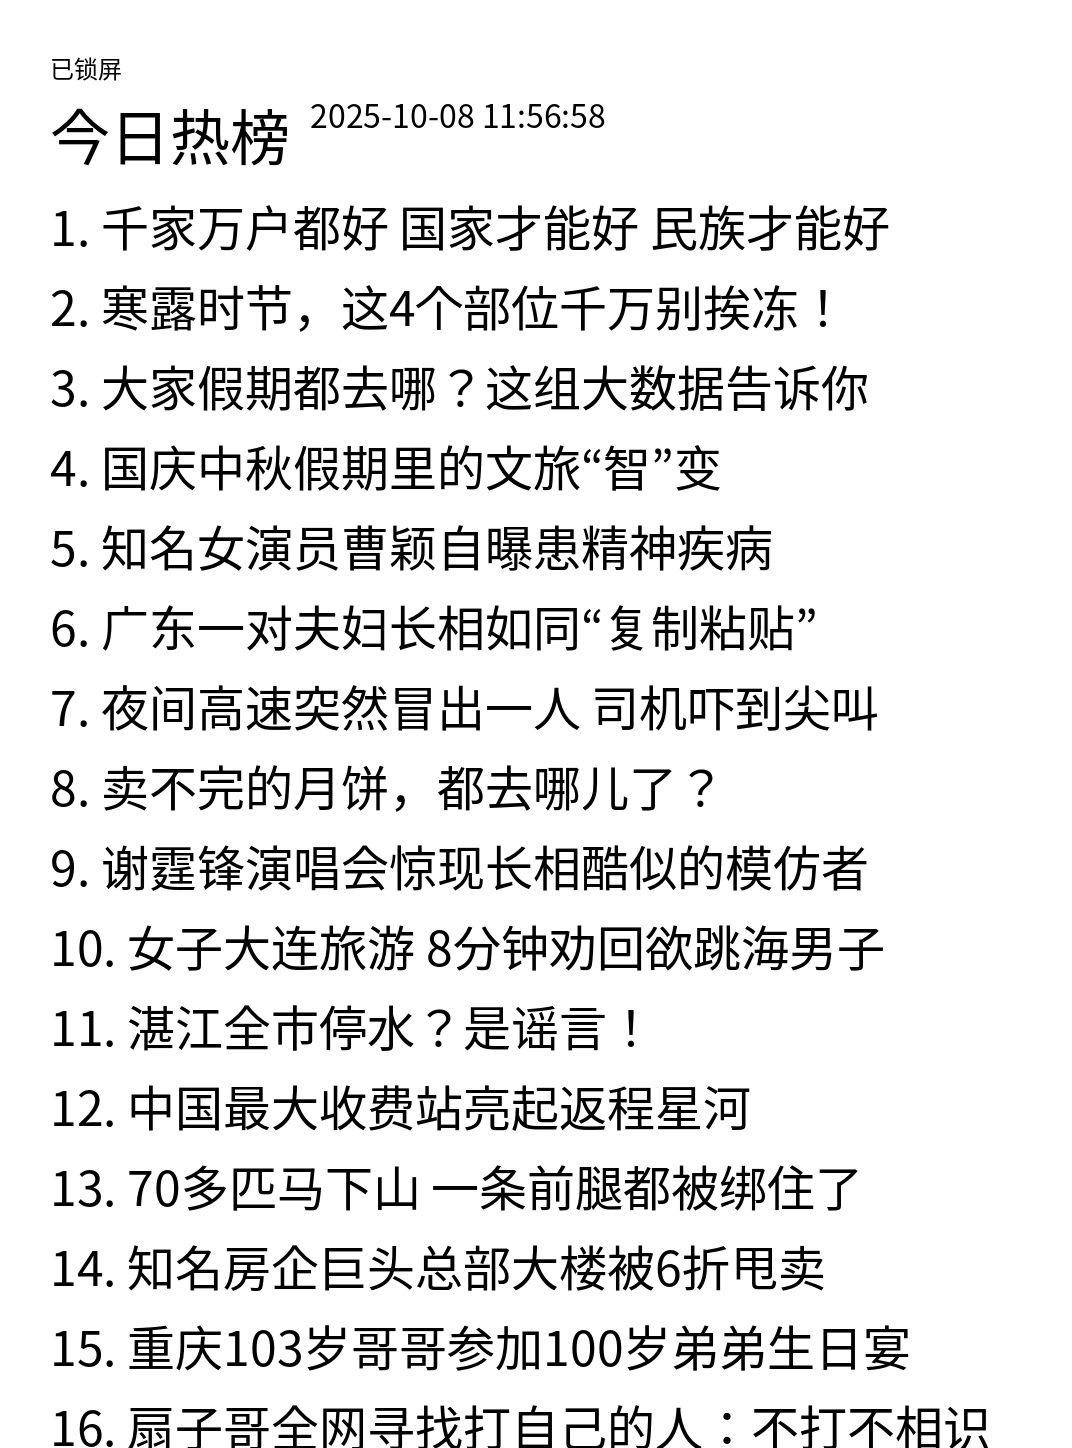 已锁屏
今日热榜 2025-10-08 11:56:58
1. 千家万户都好 国家才能好 民族才能好
2. 寒露时节，这4个部位千万别挨冻！
3. 大家假期都去哪？这组大数据告诉你
4. 国庆中秋假期里的文旅“智”变
5. 知名女演员曹颖自曝患精神疾病
6. 广东一对夫妇长相如同“复制粘贴”
7. 夜间高速突然冒出一人 司机吓到尖叫
8. 卖不完的月饼，都去哪儿了？
9. 谢霆锋演唱会惊现长相酷似的模仿者
10. 女子大连旅游 8分钟劝回欲跳海男子
11. 湛江全市停水？是谣言！
12. 中国最大收费站亮起返程星河
13. 70多匹马下山 一条前腿都被绑住了
14. 知名房企巨头总部大楼被6折甩卖
15. 重庆103岁哥哥参加100岁弟弟生日宴
16. 扇子哥全网寻找打自己的人：不打不相识